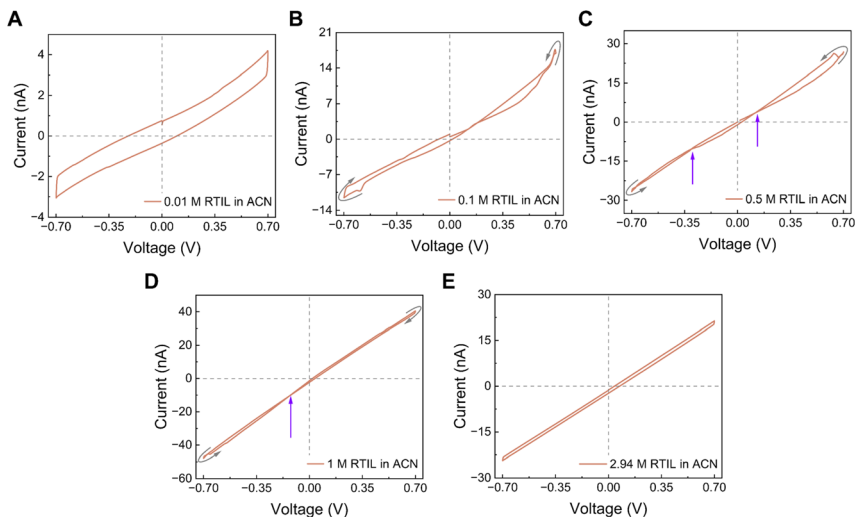 A
Current (nA)
4
2
0
−2
−4
−0.70
−0.35
0.00
0.35
0.70
Voltage (V)
0.01 M RTIL in ACN
B
Current (nA)
21
14
7
0
−7
−14
−0.70
−0.35
0.00
0.35
0.70
Voltage (V)
0.1 M RTIL in ACN
C
Current (nA)
30
15
0
−15
−30
−0.70
−0.35
0.00
0.35
0.70
Voltage (V)
0.5 M RTIL in ACN
D
Current (nA)
40
20
0
−20
−40
−60
−0.70
−0.35
0.00
0.35
0.70
Voltage (V)
1 M RTIL in ACN
E
Current (nA)
30
15
0
−15
−30
−0.70
−0.35
0.00
0.35
0.70
Voltage (V)
2.94 M RTIL in ACN